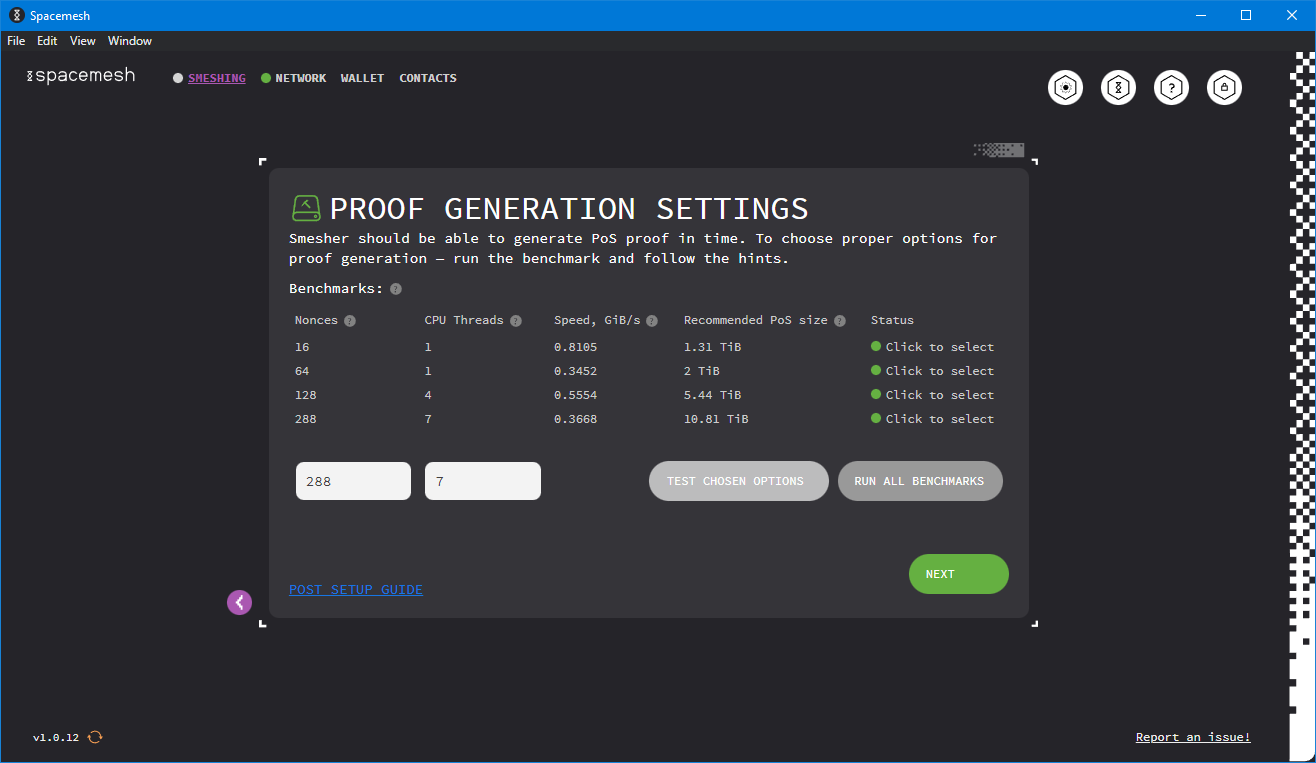 Spacemesh
File Edit View Window
spacemesh
SMESHING NETWORK WALLET CONTACTS
?
PROOF GENERATION SETTINGS
Smesher should be able to generate PoS proof in time. To choose proper options for
proof generation — run the benchmark and follow the hints.
Benchmarks: ?
Nonces ? CPU Threads ? Speed, GiB/s ? Recommended PoS size ? Status
16 1 0.8105 1.31 TiB Click to select
64 1 0.3452 2 TiB Click to select
128 4 0.5554 5.44 TiB Click to select
288 7 0.3668 10.81 TiB Click to select
288 7 TEST CHOSEN OPTIONS RUN ALL BENCHMARKS
NEXT
POST SETUP GUIDE
v1.0.12 Report an issue!